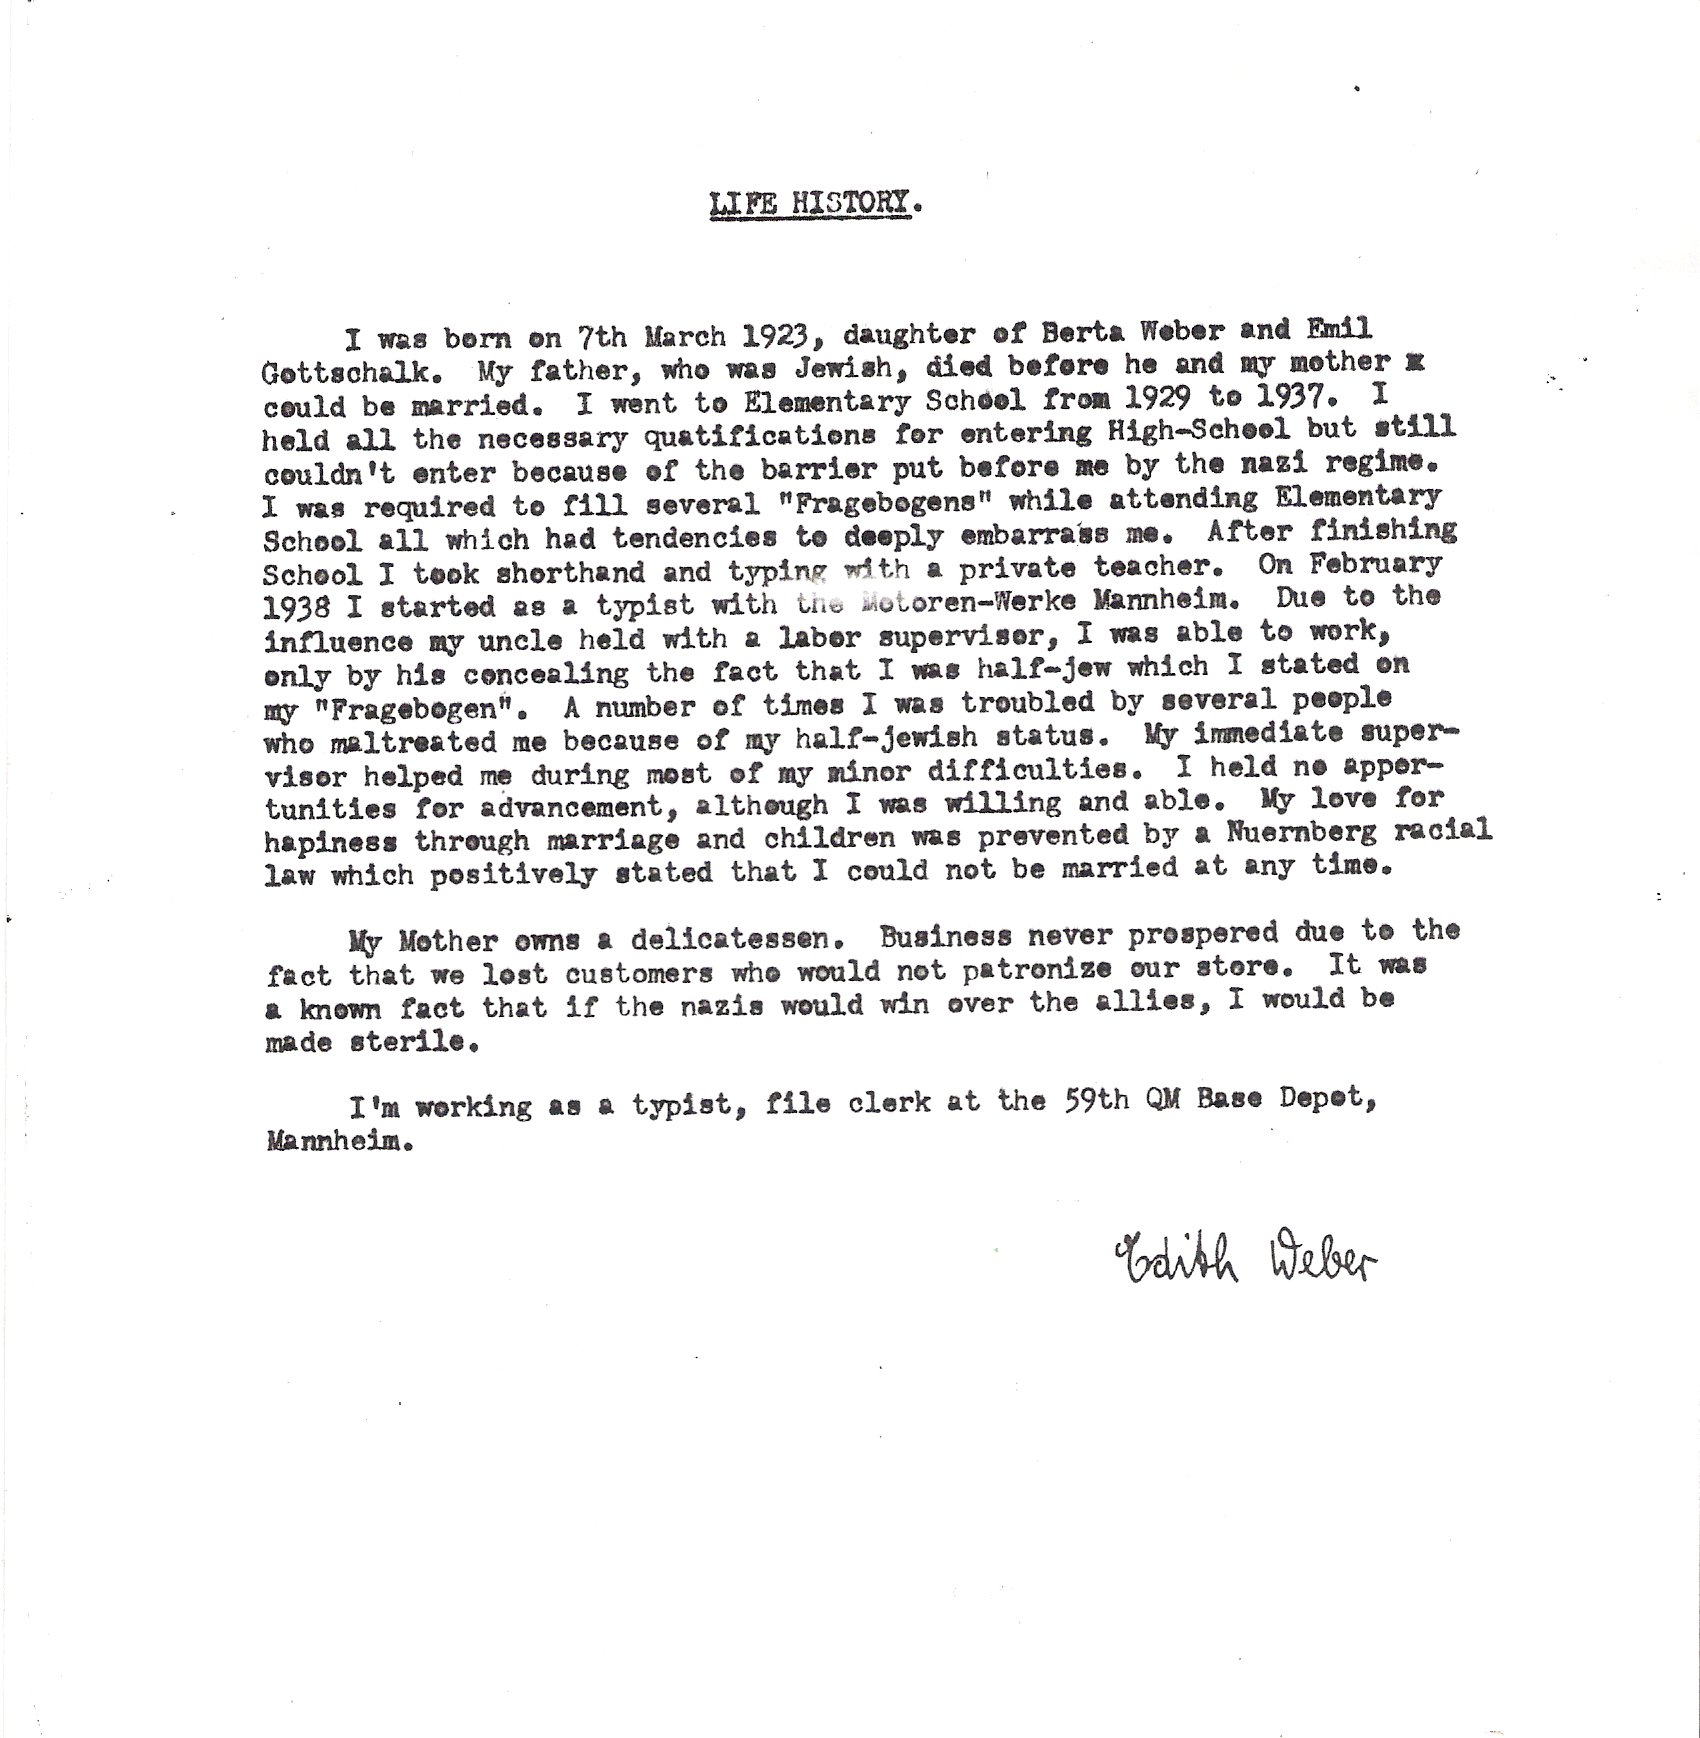 LIFE HISTORY.
I was born on 7th March 1923, daughter of Berta Weber and Emil
Gottschalk. My father, who was Jewish, died before he and my mother x
could be married. I went to Elementary School from 1929 to 1937. I
held all the necessary quatifications for entering High-School but still
couldn't enter because of the barrier put before me by the nazi regime.
I was required to fill several "Fragebogens" while attending Elementary
School all which had tendencies to deeply embarrass me. After finishing
School I took shorthand and typing with a private teacher. On February
1938 I started as a typist with the Motoren-Werke Mannheim. Due to the
influence my uncle held with a labor supervisor, I was able to work,
only by his concealing the fact that I was half-jew which I stated on
my "Fragebogen". A number of times I was troubled by several people
who maltreated me because of my half-jewish status. My immediate super-
visor helped me during most of my minor difficulties. I held no oppor-
tunities for advancement, although I was willing and able. My love for
hapiness through marriage and children was prevented by a Nuernberg racial
law which positively stated that I could not be married at any time.
My Mother owns a delicatessen. Business never prospered due to the
fact that we lost customers who would not patronize our store. It was
a known fact that if the nazis would win over the allies, I would be
made sterile.
I'm working as a typist, file clerk at the 59th QM Base Depot,
Mannheim.
Edith Weber